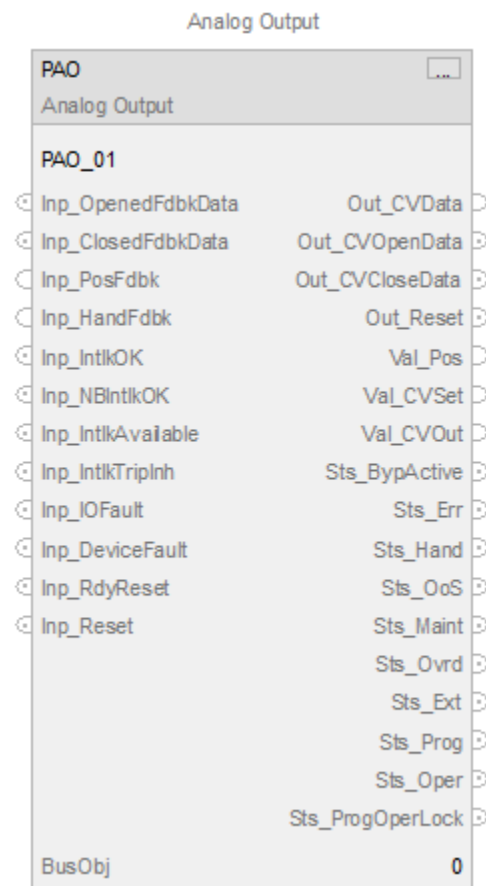 Analog Output
PAO ...
Analog Output
PAO_01
Inp_OpenedFdbkData Out_CVData
Inp_ClosedFdbkData Out_CVOpenData
Inp_PosFdbk Out_CVCloseData
Inp_HandFdbk Out_Reset
Inp_IntlkOK Val_Pos
Inp_NBIntlkOK Val_CVSet
Inp_IntlkAvailable Val_CVOut
Inp_IntlkTripInh Sts_BypActive
Inp_IOFault Sts_Err
Inp_DeviceFault Sts_Hand
Inp_RdyReset Sts_OoS
Inp_Reset Sts_Maint
Sts_Ovrd
Sts_Ext
Sts_Prog
Sts_Oper
Sts_ProgOperLock
BusObj 0